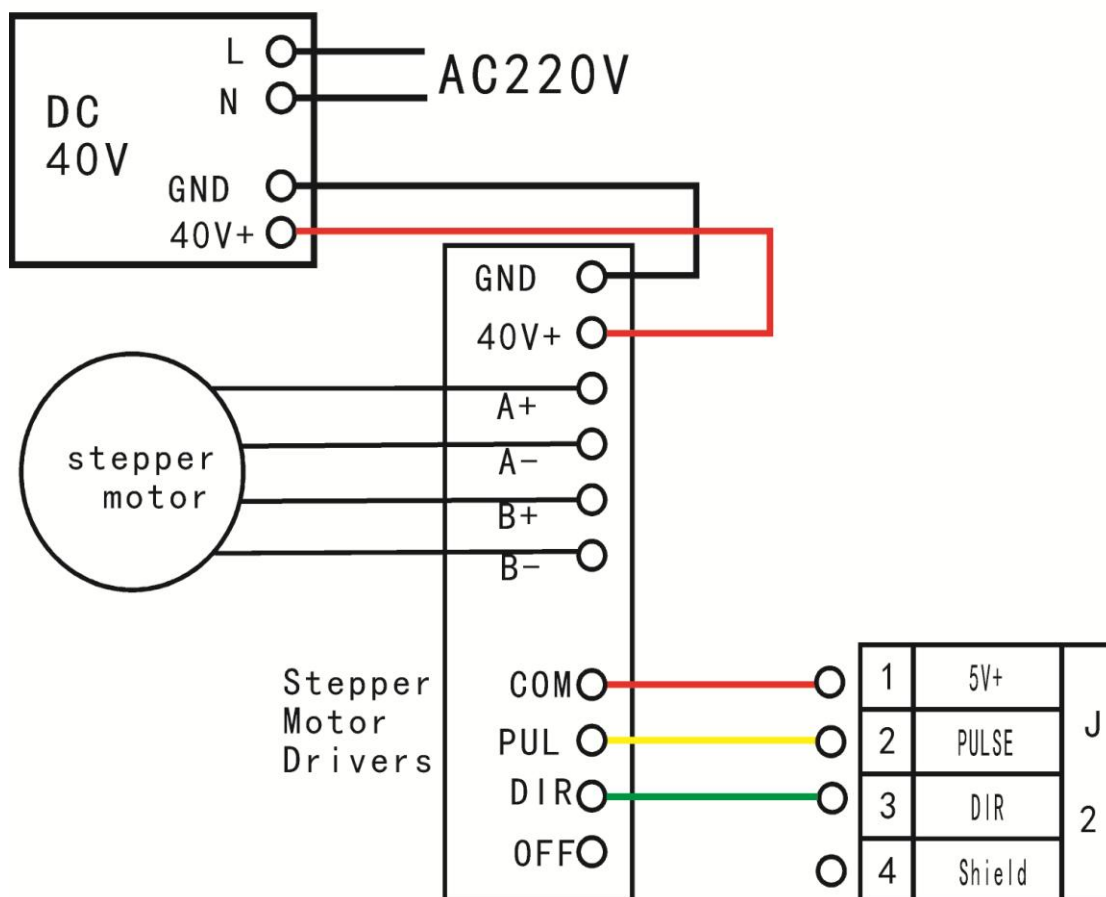 L
N
AC220V
DC
40V
GND
40V+
GND
40V+
A+
A-
B+
B-
stepper
motor
Stepper
Motor
Drivers
COM
PUL
DIR
OFF
1 5V+
2 PULSE
3 DIR
4 Shield
J
2